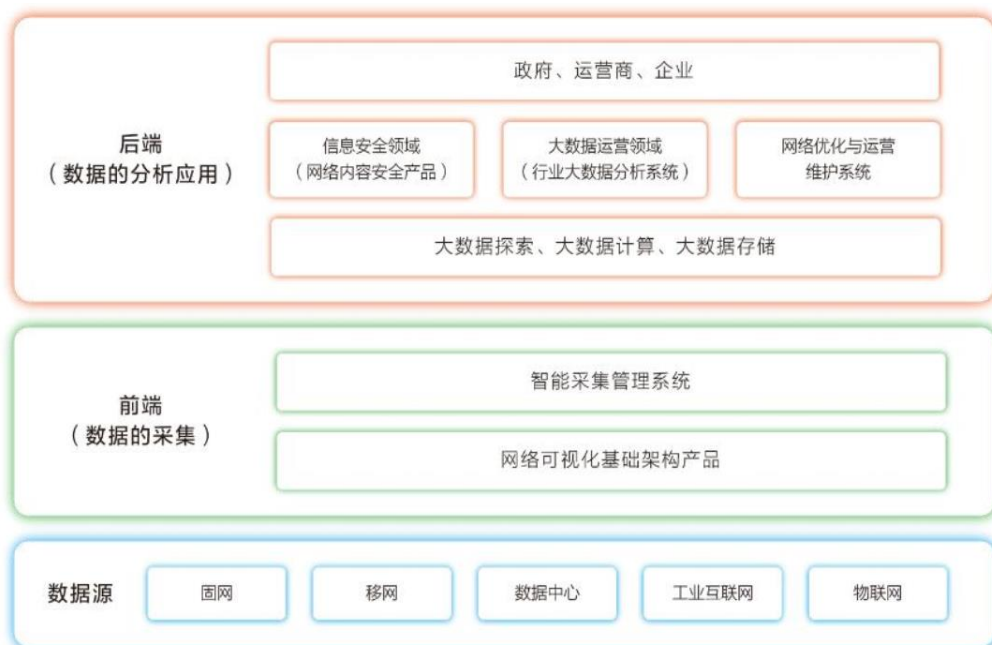 政府、运营商、企业
后端
（数据的分析应用）
信息安全领域
（网络内容安全产品）
大数据运营领域
（行业大数据分析系统）
网络优化与运营
维护系统
大数据探索、大数据计算、大数据存储
智能采集管理系统
前端
（数据的采集）
网络可视化基础架构产品
数据源
固网
移网
数据中心
工业互联网
物联网